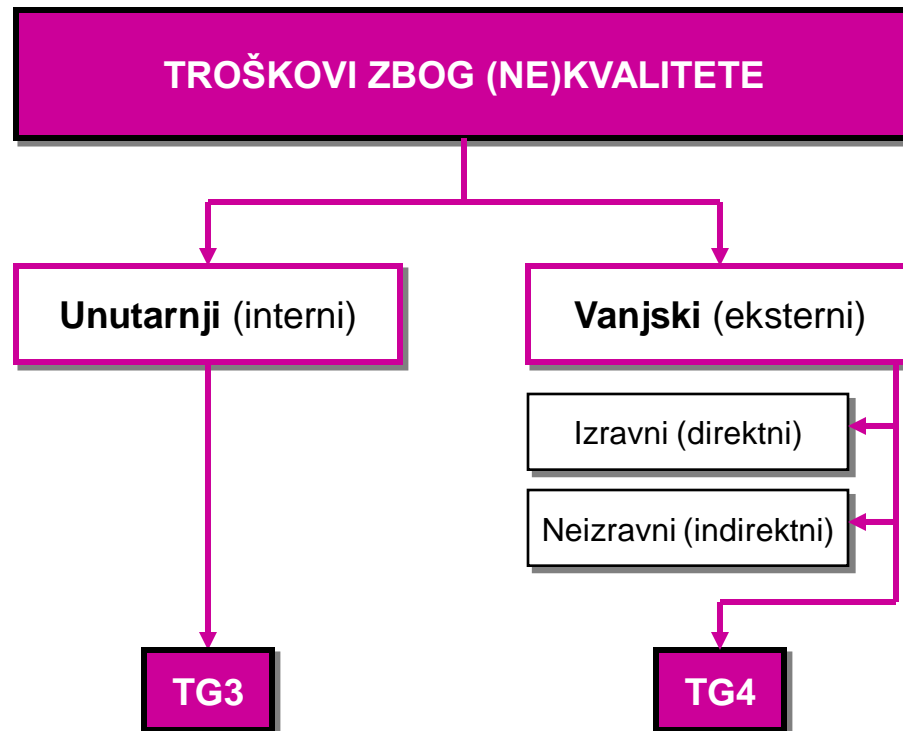 TROŠKOVI ZBOG (NE)KVALITETE
Unutarnji (interni)
Vanjski (eksterni)
Izravni (direktni)
Neizravni (indirektni)
TG3
TG4